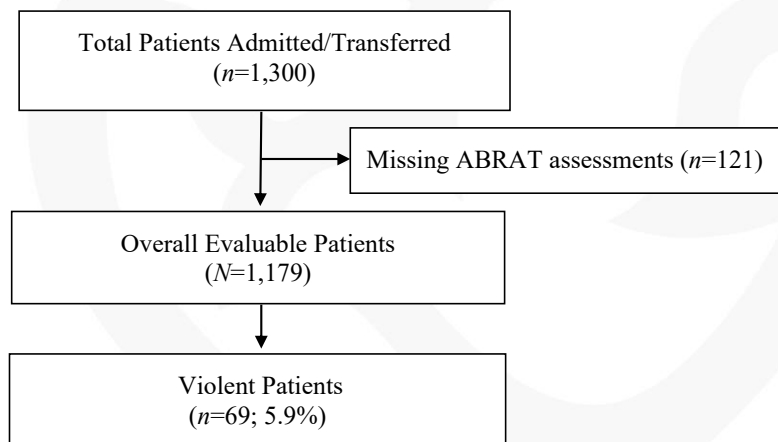 Total Patients Admitted/Transferred
(n=1,300)
Missing ABRAT assessments (n=121)
Overall Evaluable Patients
(N=1,179)
Violent Patients
(n=69; 5.9%)